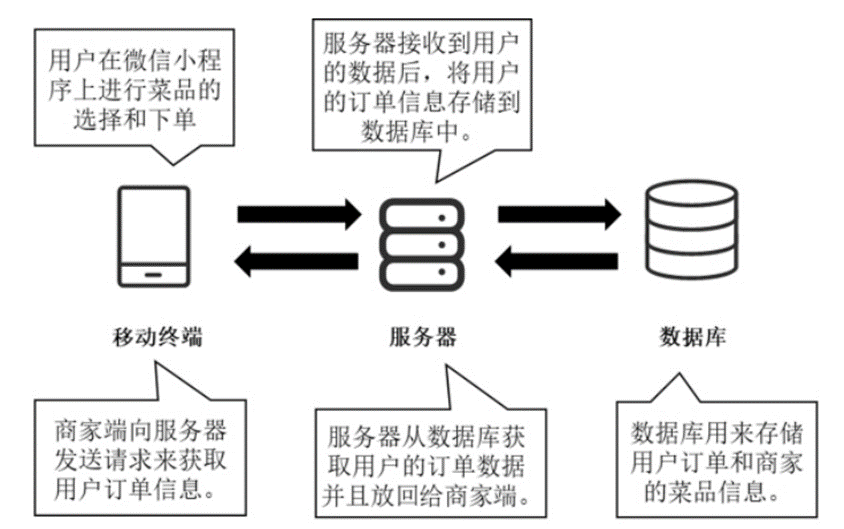 用户在微信小程
序上进行菜品的
选择和下单
服务器接收到用户
的数据后，将用户
的订单信息存储到
数据库中。
移动终端
服务器
数据库
商家端向服务器
发送请求来获取
用户订单信息。
服务器从数据库获
取用户的订单数据
并且放回给商家端。
数据库用来存储
用户订单和商家
的菜品信息。